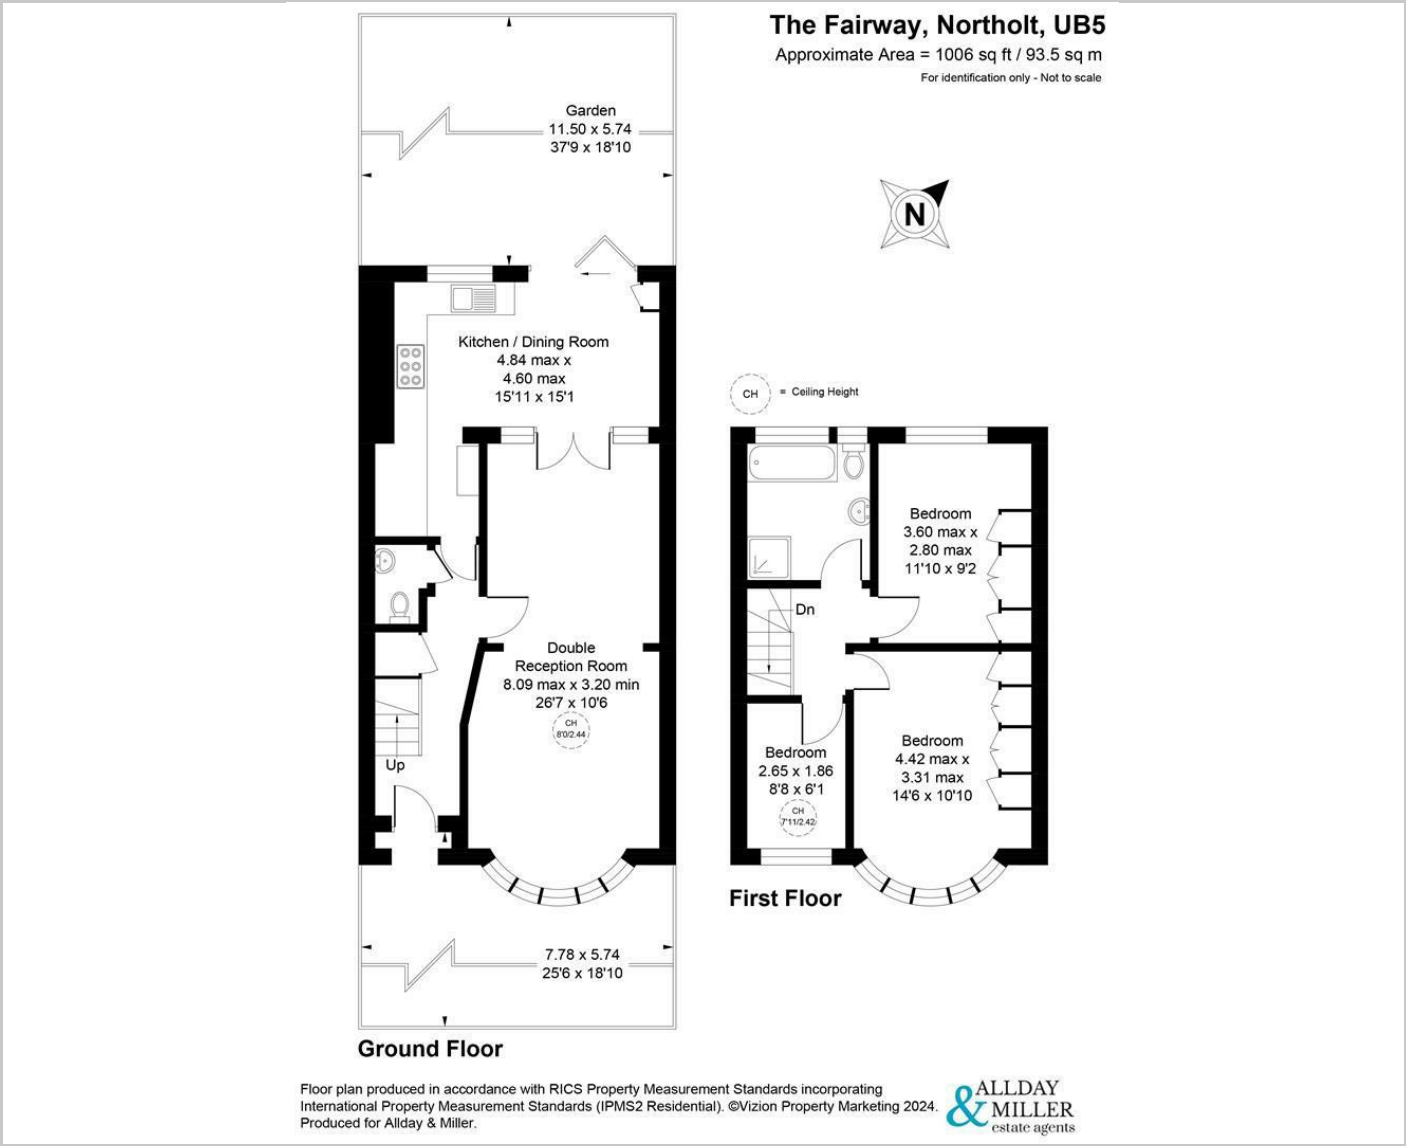 The Fairway, Northolt, UB5
Approximate Area = 1006 sq ft / 93.5 sq m
For identification only - Not to scale
Garden
11.50 x 5.74
37'9 x 18'10
N
Kitchen / Dining Room
4.84 max x
4.60 max
15'11 x 15'1
CH
= Ceiling Height
Double
Reception Room
8.09 max x 3.20 min
26'7 x 10'6
CH
8'0/2.44
Up
7.78 x 5.74
25'6 x 18'10
Ground Floor
Bedroom
3.60 max x
2.80 max
11'10 x 9'2
Dn
Bedroom
4.42 max x
3.31 max
14'6 x 10'10
Bedroom
2.65 x 1.86
8'8 x 6'1
CH
7'11/2.42
First Floor
Floor plan produced in accordance with RICS Property Measurement Standards incorporating
International Property Measurement Standards (IPMS2 Residential). ©Vizion Property Marketing 2024.
Produced for Allday & Miller.
ALLDAY
& MILLER
estate agents